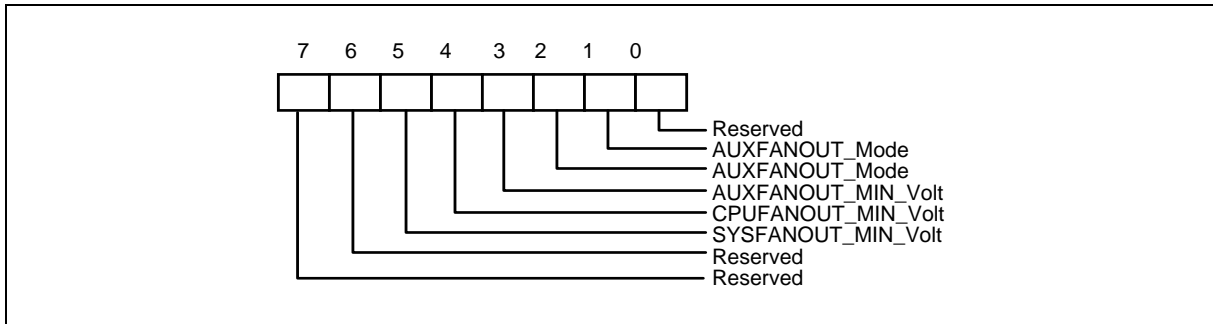 7 6 5 4 3 2 1 0
Reserved
AUXFANOUT_Mode
AUXFANOUT_Mode
AUXFANOUT_MIN_Volt
CPUFANOUT_MIN_Volt
SYSFANOUT_MIN_Volt
Reserved
Reserved